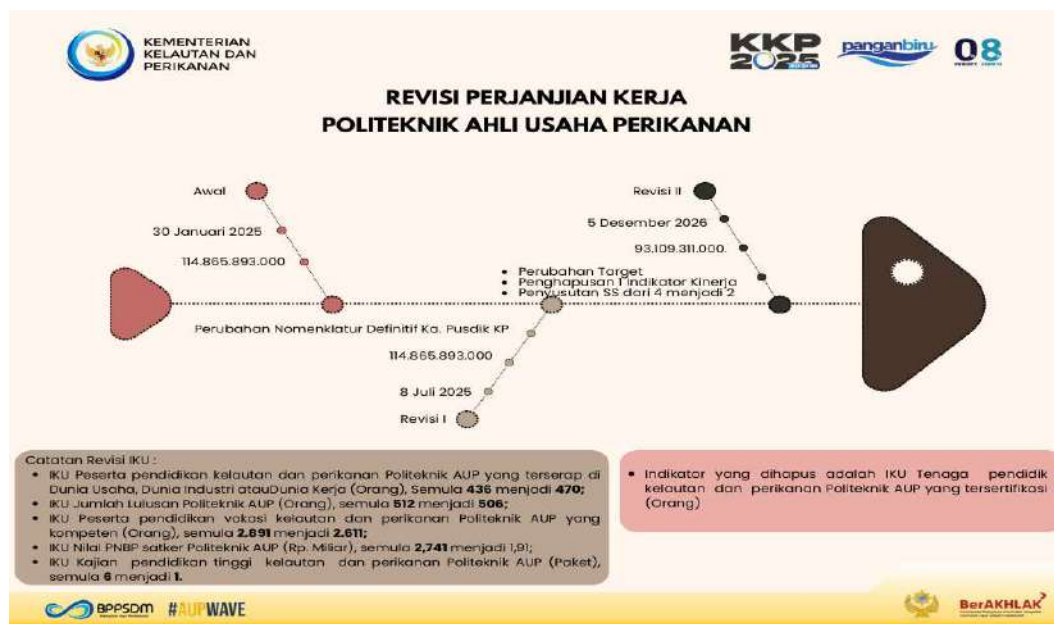 KEMENTERIAN
KELAUTAN DAN
PERIKANAN
KKP
2025
panganbiru
08
REVISI PERJANJIAN KERJA
POLITEKNIK AHLI USAHA PERIKANAN
Awal
30 Januari 2025
114.865.893.000
Revisi II
5 Desember 2026
93.109.311.000.
• Perubahan Target
• Penghapusan 1 Indikator Kinerja
• Penyusutan SS dari 4 menjadi 2
Perubahan Nomenklatur Definitif Ka. Pusdik KP
114.865.893.000
8 Juli 2025
Revisi I
Catatan Revisi IKU :
• IKU Peserta pendidikan kelautan dan perikanan Politeknik AUP yang terserap di
Dunia Usaha, Dunia Industri atauDunia Kerja (Orang), Semula 436 menjadi 470;
• IKU Jumlah Lulusan Politeknik AUP (Orang), semula 512 menjadi 506;
• IKU Peserta pendidikan vokasi kelautan dan perikanan Politeknik AUP yang
kompeten (Orang), semula 2.691 menjadi 2.611;
• IKU Nilai PNBP satker Politeknik AUP (Rp. Miliar), semula 2,741 menjadi 1,91;
• IKU Kajian pendidikan tinggi kelautan dan perikanan Politeknik AUP (Paket),
semula 6 menjadi 1.
• Indikator yang dihapus adalah IKU Tenaga pendidik
kelautan dan perikanan Politeknik AUP yang tersertifikasi
(Orang)
BPPSDM
#AUPWAVE
BerAKHLAK